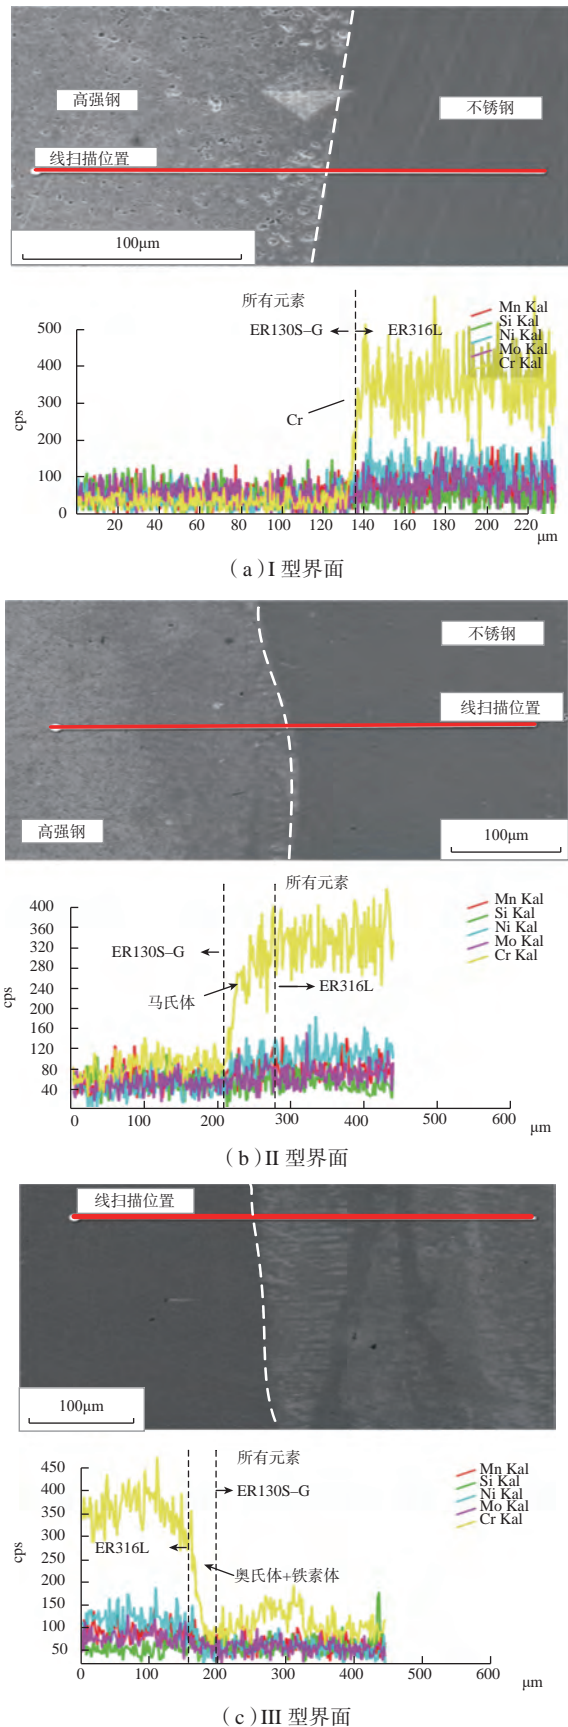 高强钢
不锈钢
线扫描位置
100μm
所有元素
ER130S–G
ER316L
Mn Kal
Si Kal
Ni Kal
Mo Kal
Cr Kal
Cr
cps
500
400
300
200
100
0
20 40 60 80 100 120 140 160 180 200 220
μm
(a)I 型界面
不锈钢
线扫描位置
高强钢
100μm
所有元素
ER130S–G
ER316L
马氏体
Mn Kal
Si Kal
Ni Kal
Mo Kal
Cr Kal
cps
400
360
320
280
240
200
160
120
80
40
0 100 200 300 400 500 600
μm
(b)II 型界面
线扫描位置
100μm
所有元素
ER130S–G
ER316L
奥氏体+铁素体
Mn Kal
Si Kal
Ni Kal
Mo Kal
Cr Kal
cps
450
400
350
300
250
200
150
100
50
0 100 200 300 400 500 600
μm
(c)III 型界面